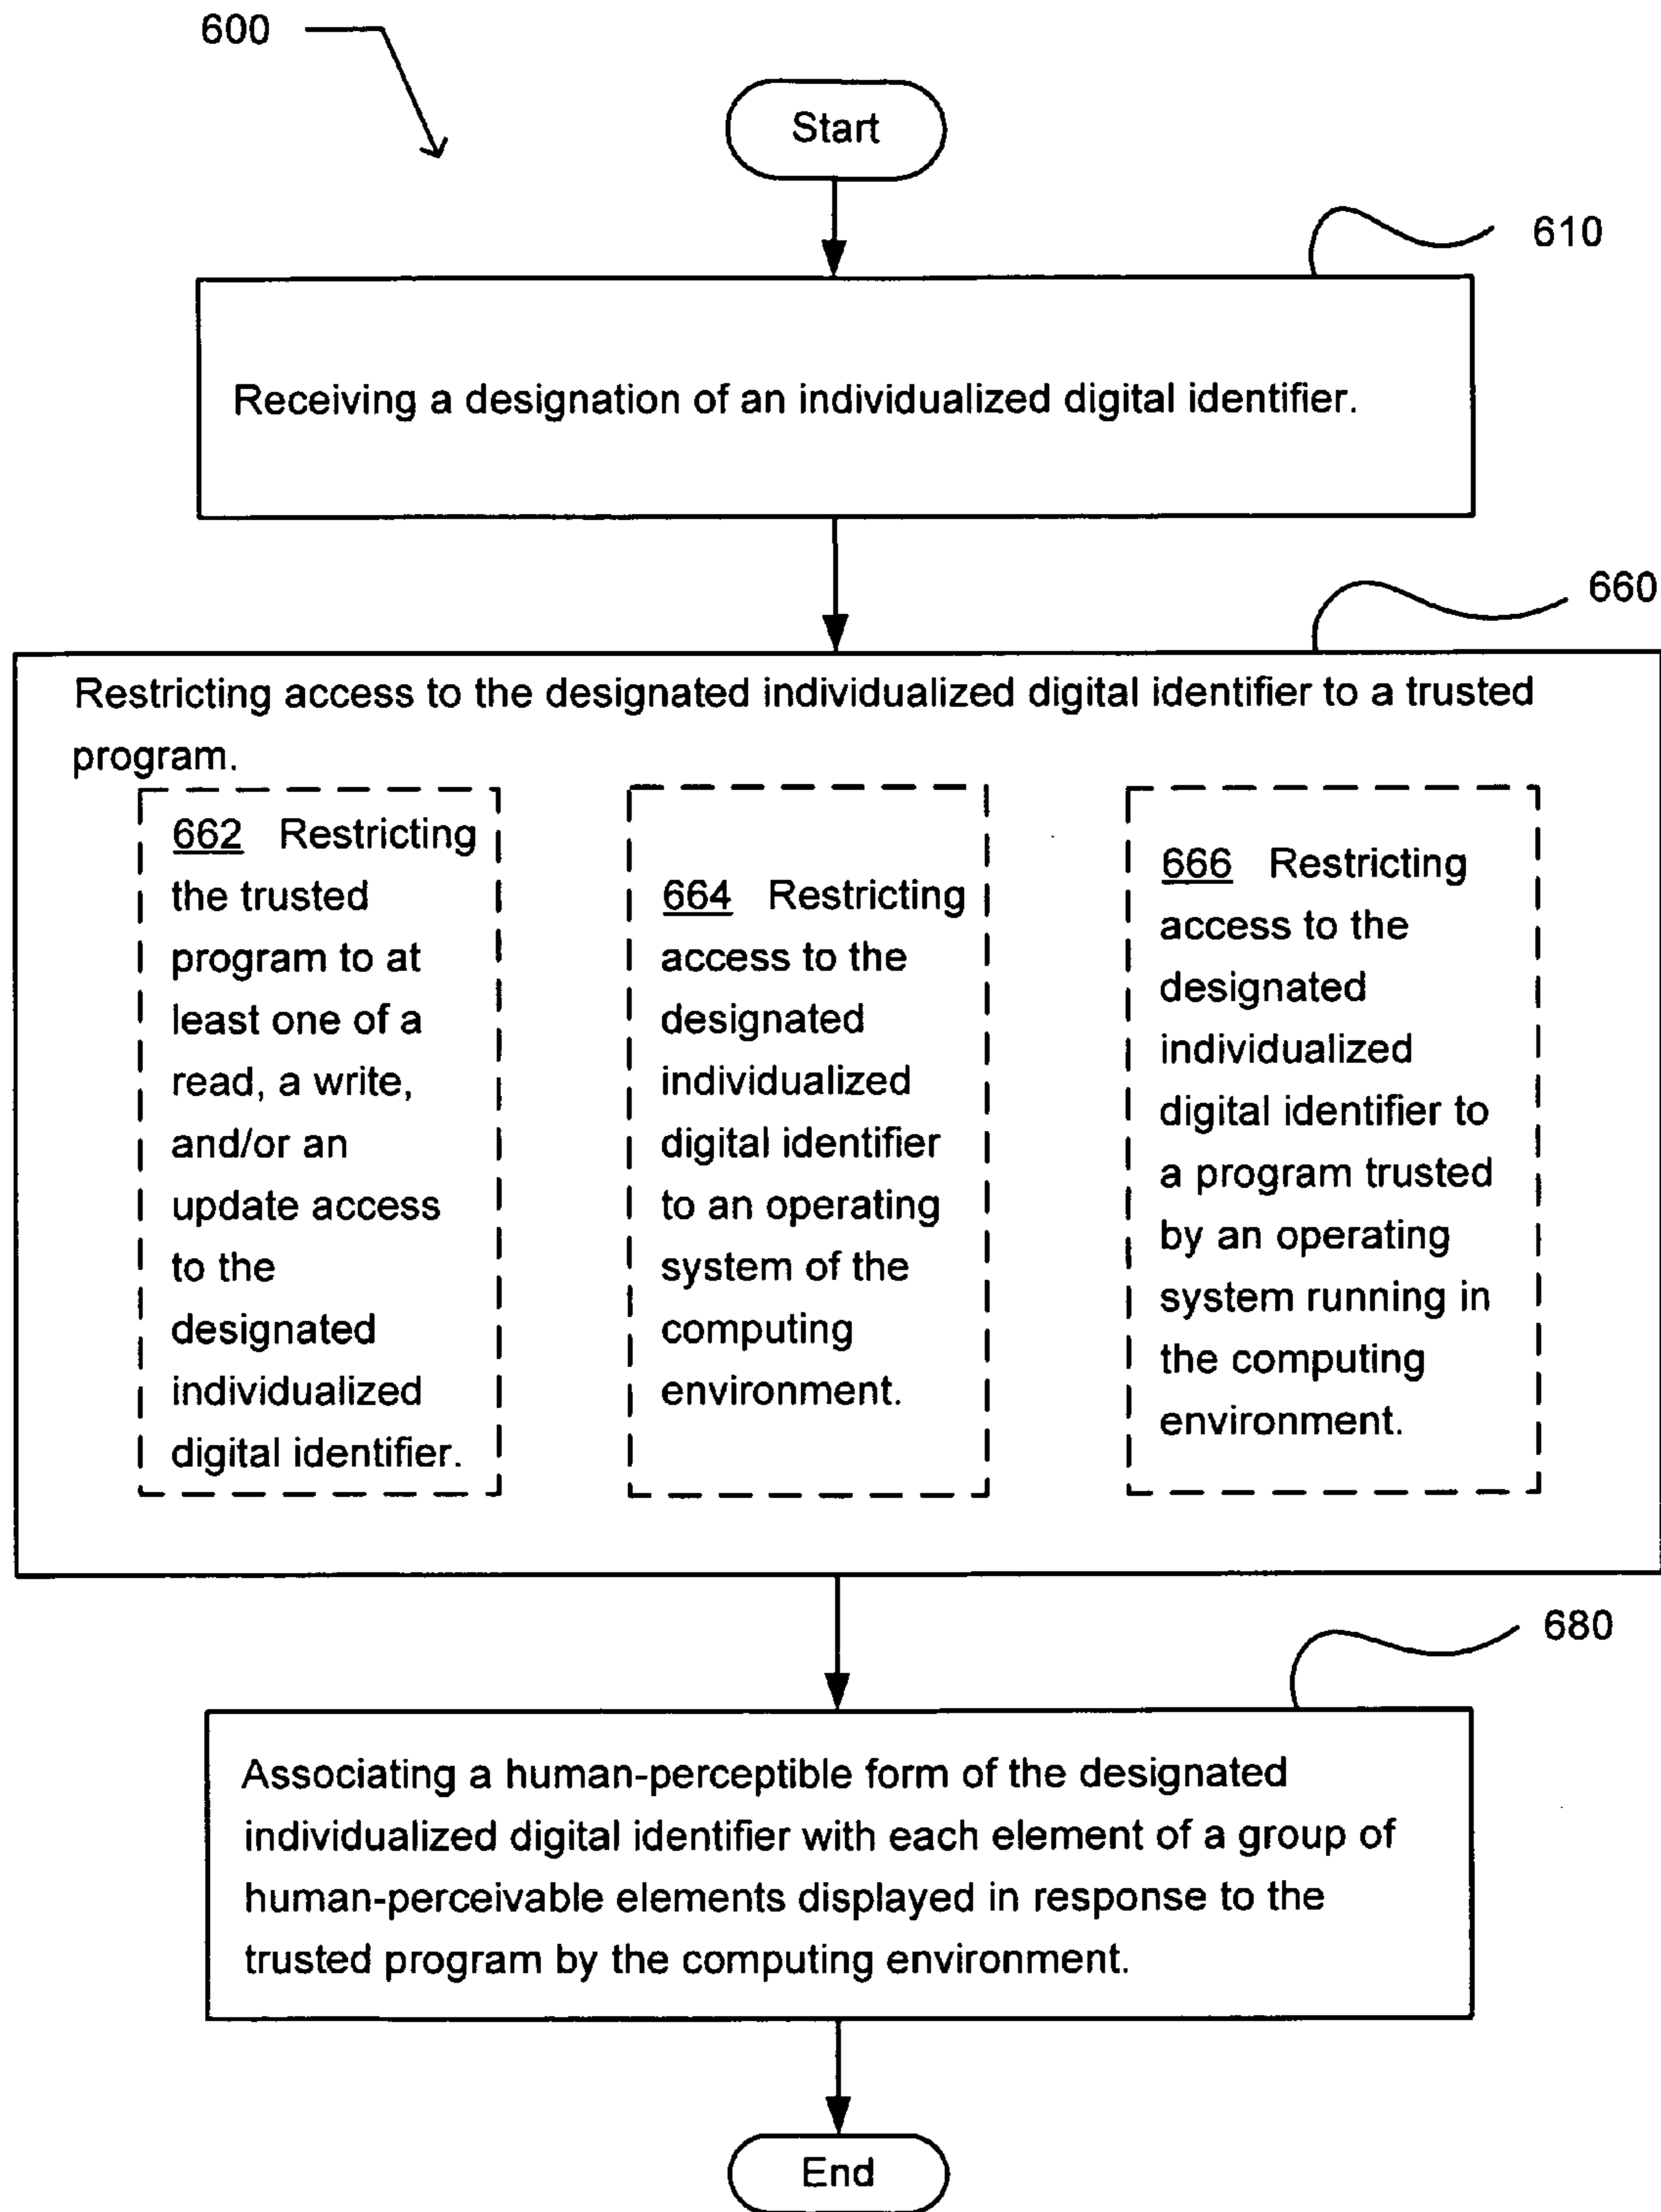 600
Start
610
Receiving a designation of an individualized digital identifier.
660
Restricting access to the designated individualized digital identifier to a trusted
program.
662 Restricting
the trusted
program to at
least one of a
read, a write,
and/or an
update access
to the
designated
individualized
digital identifier.
664 Restricting
access to the
designated
individualized
digital identifier
to an operating
system of the
computing
environment.
666 Restricting
access to the
designated
individualized
digital identifier to
a program trusted
by an operating
system running in
the computing
environment.
680
Associating a human-perceptible form of the designated
individualized digital identifier with each element of a group of
human-perceivable elements displayed in response to the
trusted program by the computing environment.
End